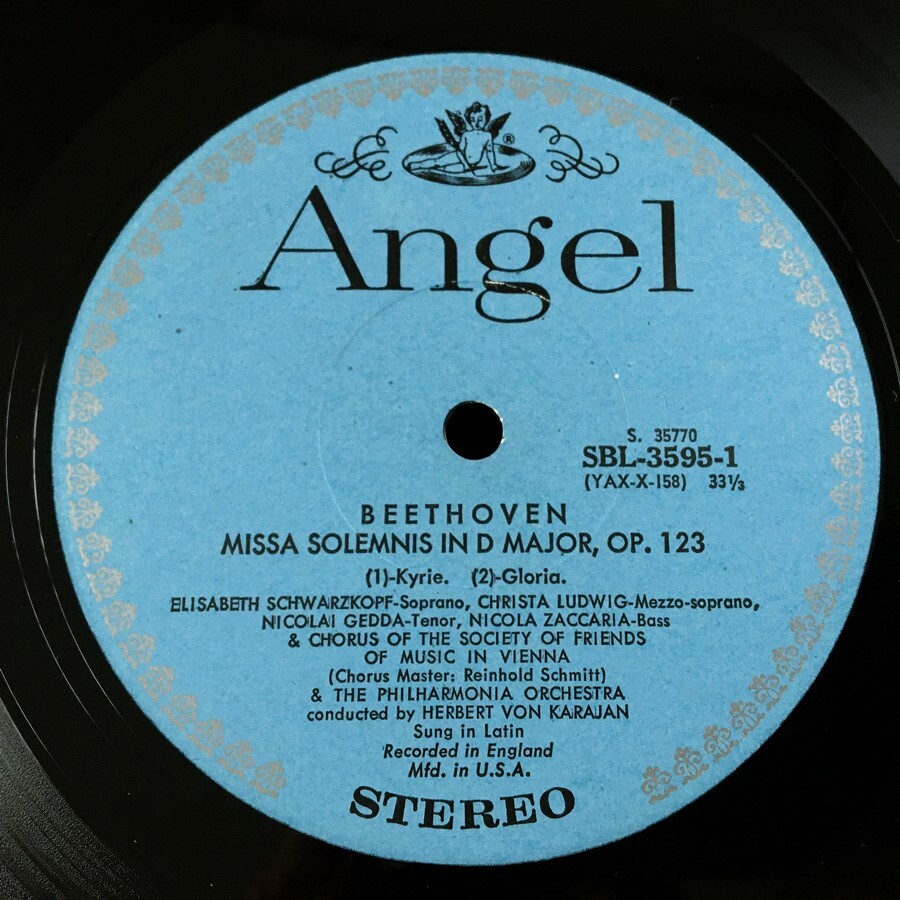 ®
Angel
S. 35770
SBL-3595-1
(YAX-X-158) 33⅓
BEETHOVEN
MISSA SOLEMNIS IN D MAJOR, OP. 123
(1)-Kyrie. (2)-Gloria.
ELISABETH SCHWARZKOPF-Soprano, CHRISTA LUDWIG-Mezzo-soprano,
NICOLAI GEDDA-Tenor, NICOLA ZACCARIA-Bass
& CHORUS OF THE SOCIETY OF FRIENDS
OF MUSIC IN VIENNA
(Chorus Master: Reinhold Schmitt)
& THE PHILHARMONIA ORCHESTRA
conducted by HERBERT VON KARAJAN
Sung in Latin
Recorded in England
Mfd. in U.S.A.
STEREO